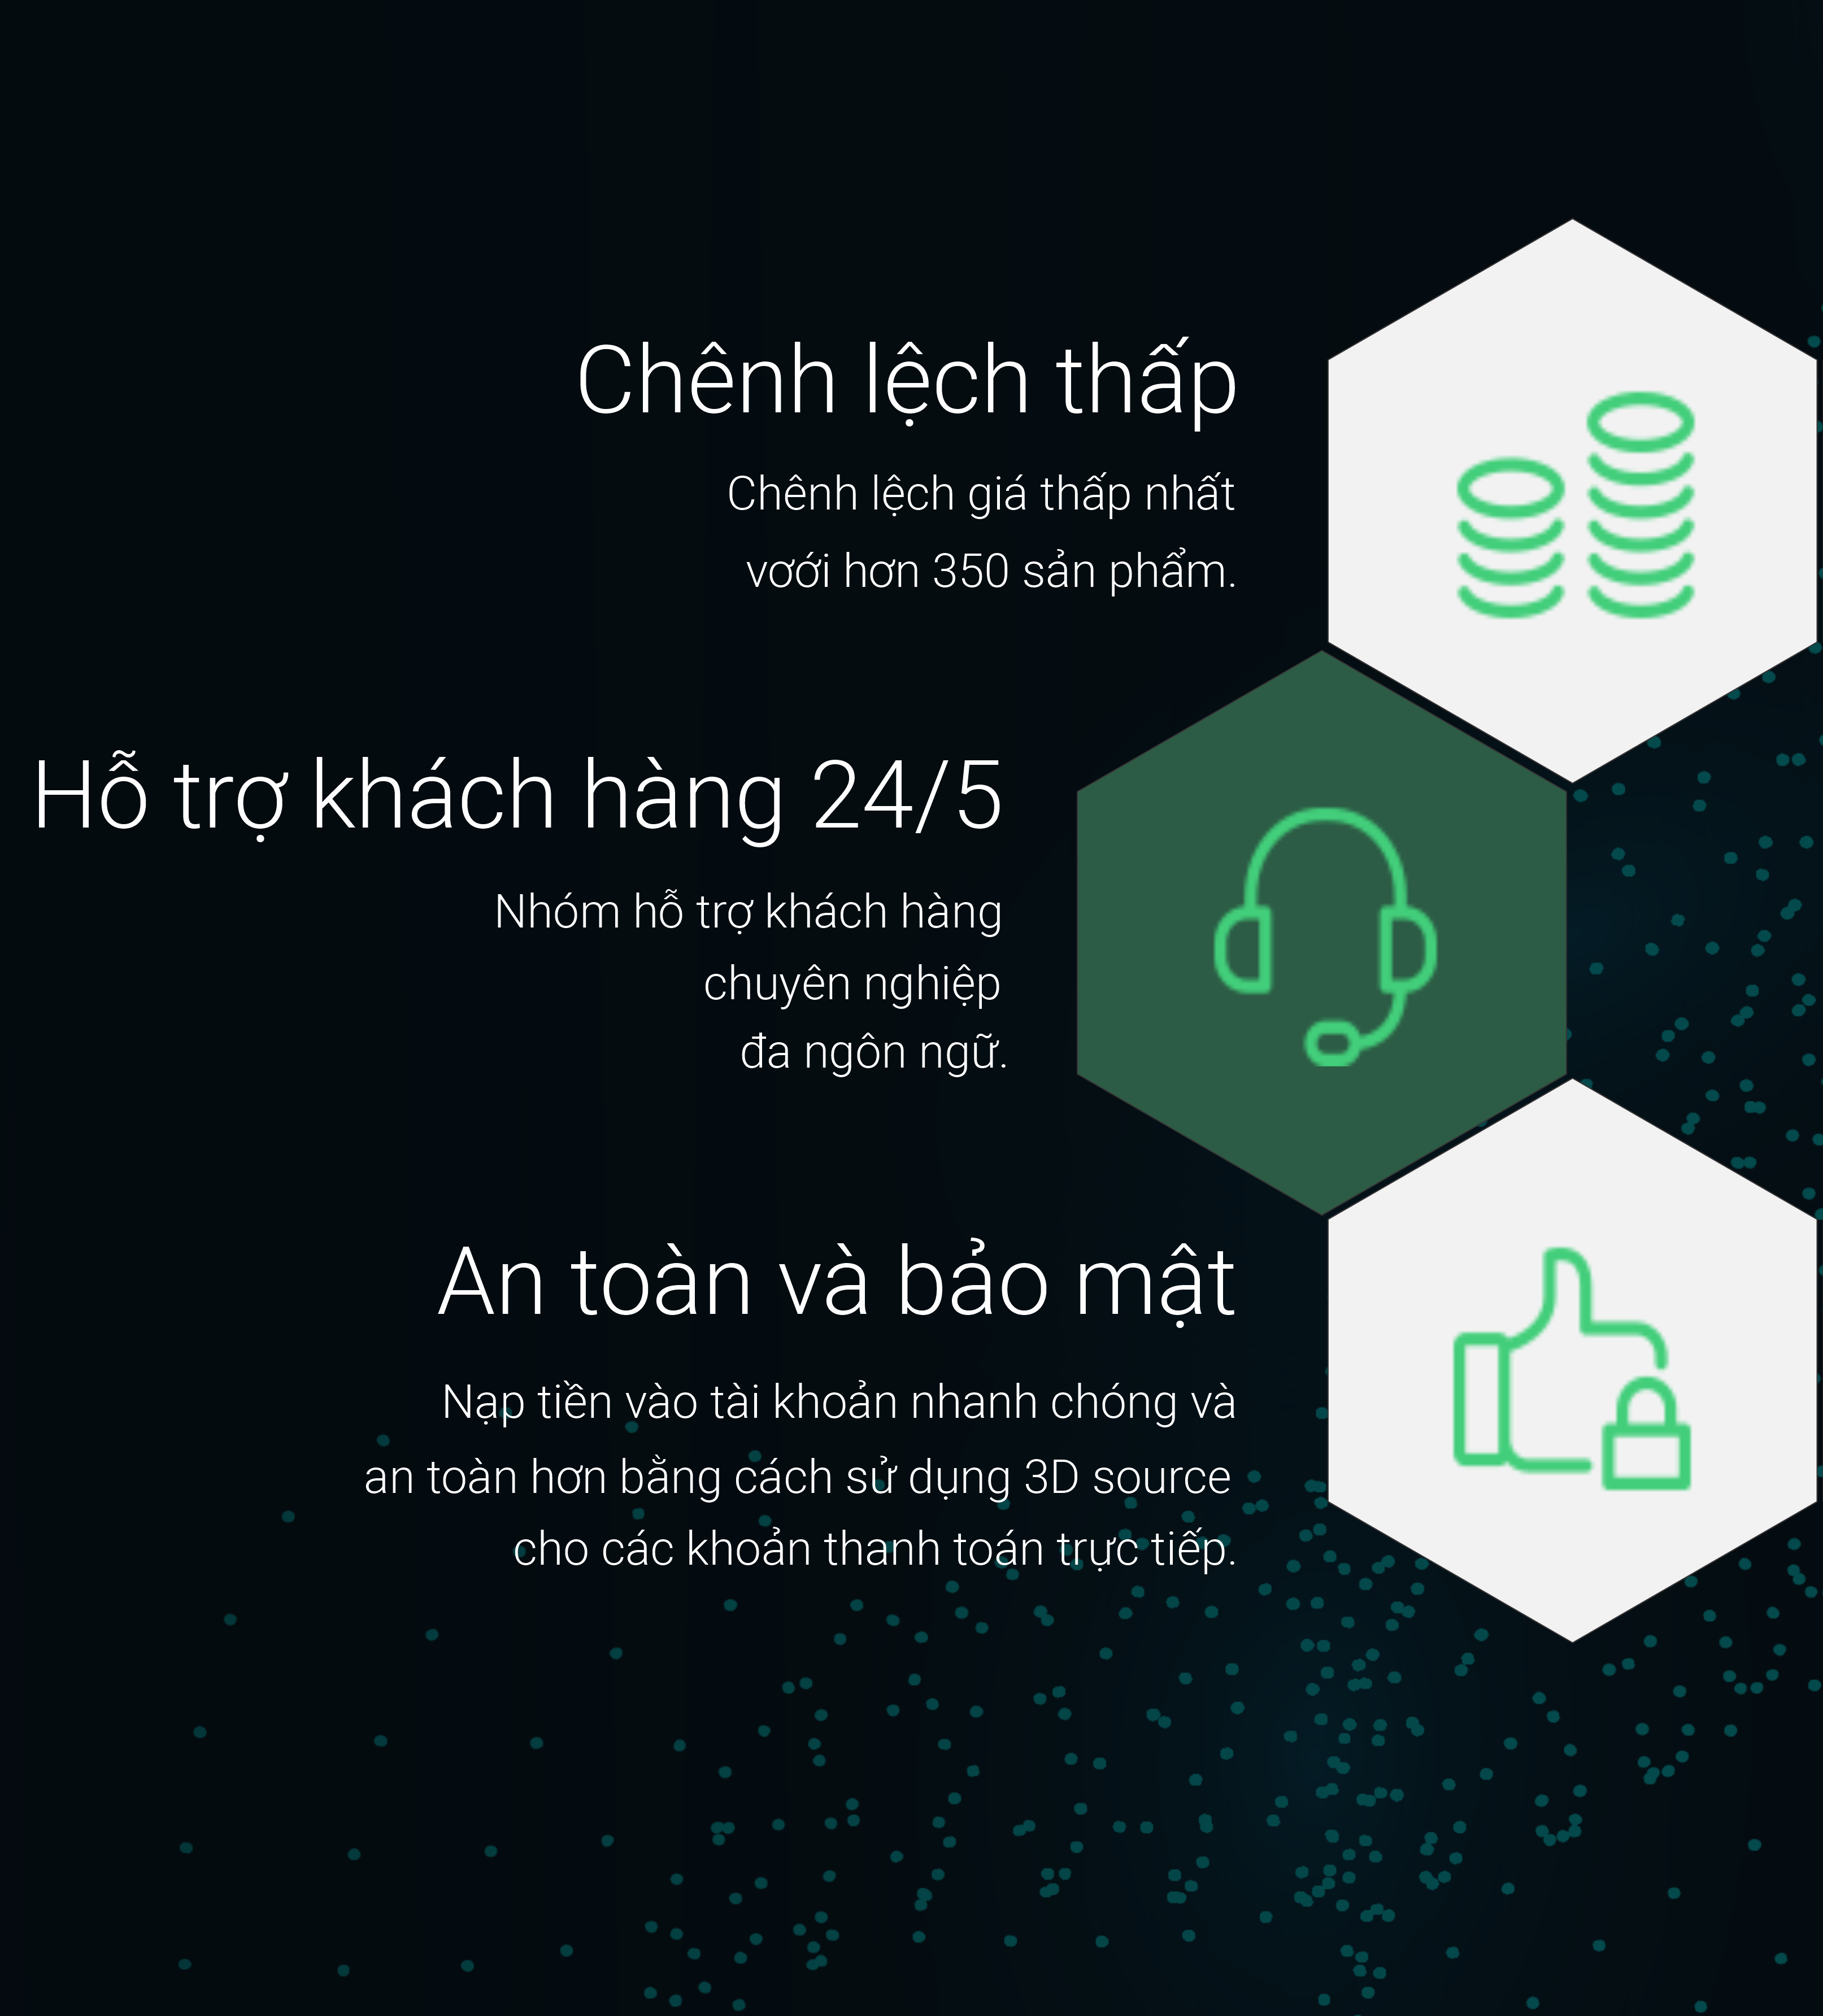 Chênh lệch thấp
Chênh lệch giá thấp nhất
vơới hơn 350 sản phẩm.
Hỗ trợ khách hàng 24/5
Nhóm hỗ trợ khách hàng
chuyên nghiệp
đa ngôn ngữ.
An toàn và bảo mật
Nạp tiền vào tài khoản nhanh chóng và
an toàn hơn bằng cách sử dụng 3D source
cho các khoản thanh toán trực tiếp.